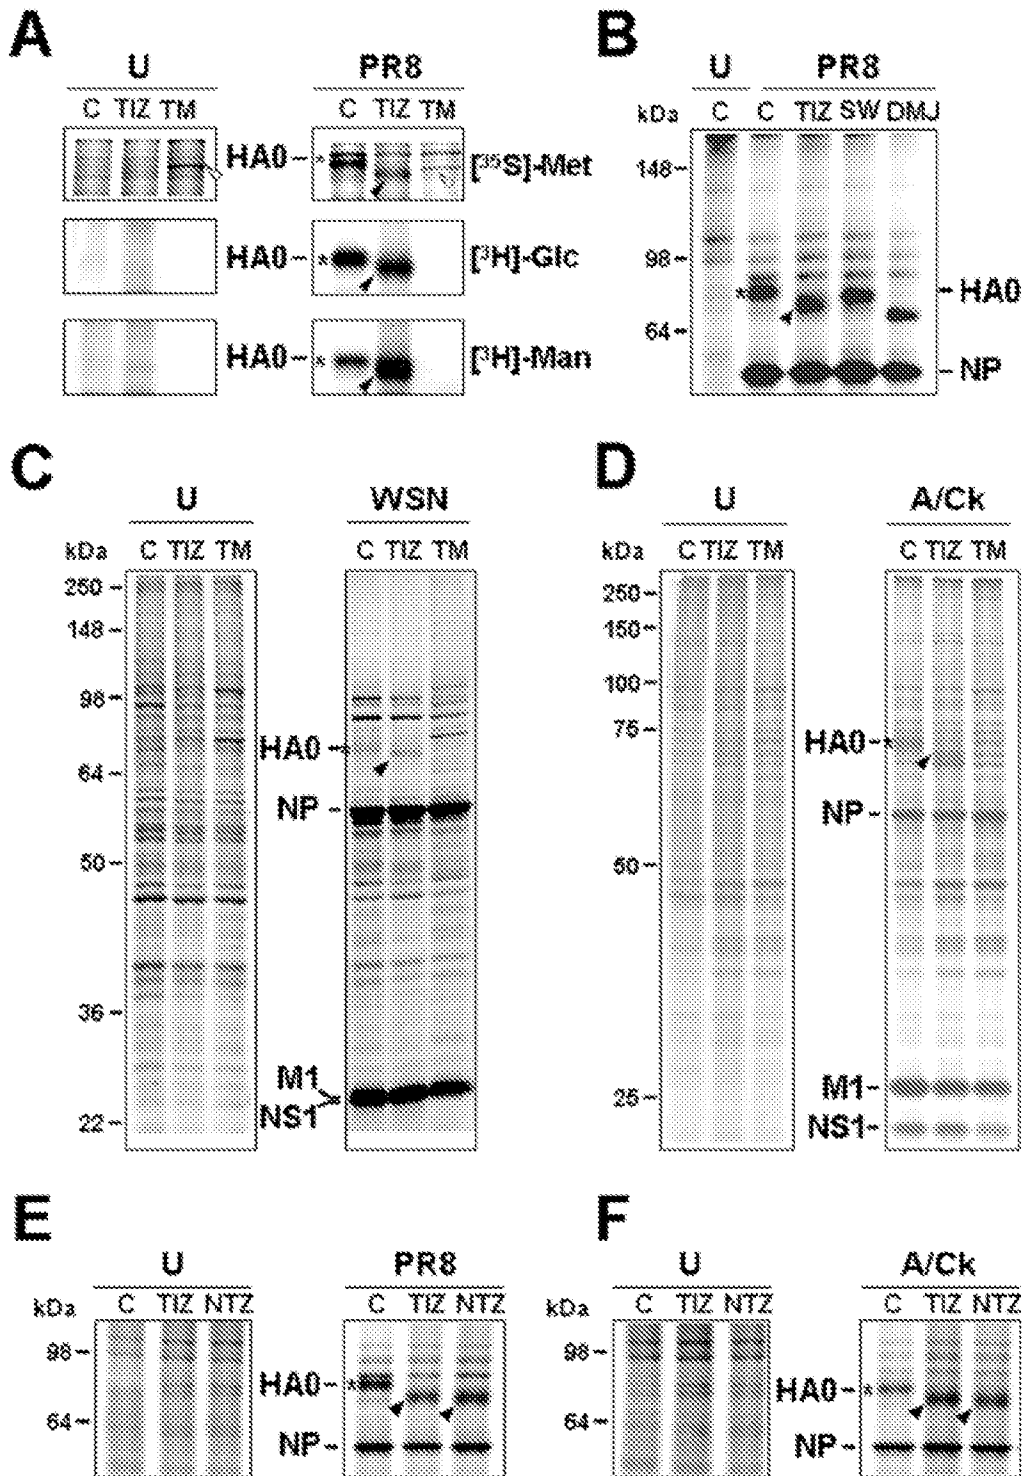 A
U
PR8
C TIZ TM
C TIZ TM
HA0
*
[³⁵S]-Met
HA0
*
[³H]-Glc
HA0
*
[³H]-Man
B
U
PR8
kDa
C
C TIZ SW DMJ
148
98
*
HA0
64
NP
C
U
WSN
kDa
C TIZ TM
C TIZ TM
250
148
98
HA0
*
64
NP
50
36
M1
NS1
22
D
U
A/Ck
kDa
C TIZ TM
C TIZ TM
250
150
100
75
HA0
*
NP
50
M1
25
NS1
E
U
PR8
kDa
C TIZ NTZ
C TIZ NTZ
98
HA0
*
64
NP
F
U
A/Ck
kDa
C TIZ NTZ
C TIZ NTZ
98
HA0
*
64
NP